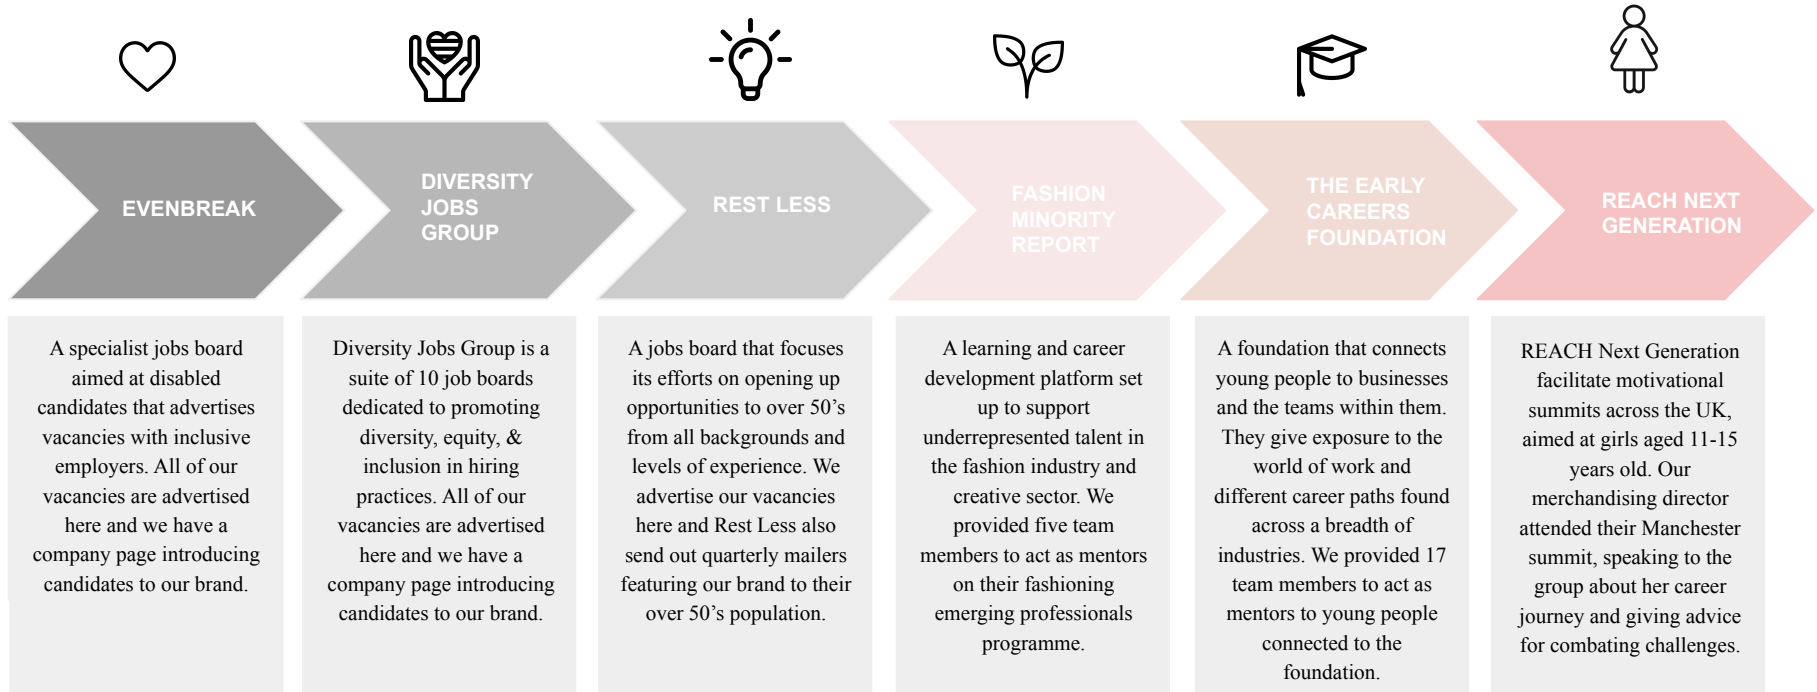 EVENBREAK
DIVERSITY
JOBS
GROUP
REST LESS
FASHION
MINORITY
REPORT
THE EARLY
CAREERS
FOUNDATION
REACH NEXT
GENERATION
A specialist jobs board
aimed at disabled
candidates that advertises
vacancies with inclusive
employers. All of our
vacancies are advertised
here and we have a
company page introducing
candidates to our brand.
Diversity Jobs Group is a
suite of 10 job boards
dedicated to promoting
diversity, equity, &
inclusion in hiring
practices. All of our
vacancies are advertised
here and we have a
company page introducing
candidates to our brand.
A jobs board that focuses
its efforts on opening up
opportunities to over 50’s
from all backgrounds and
levels of experience. We
advertise our vacancies
here and Rest Less also
send out quarterly mailers
featuring our brand to their
over 50’s population.
A learning and career
development platform set
up to support
underrepresented talent in
the fashion industry and
creative sector. We
provided five team
members to act as mentors
on their fashioning
emerging professionals
programme.
A foundation that connects
young people to businesses
and the teams within them.
They give exposure to the
world of work and
different career paths found
across a breadth of
industries. We provided 17
team members to act as
mentors to young people
connected to the
foundation.
REACH Next Generation
facilitate motivational
summits across the UK,
aimed at girls aged 11-15
years old. Our
merchandising director
attended their Manchester
summit, speaking to the
group about her career
journey and giving advice
for combating challenges.